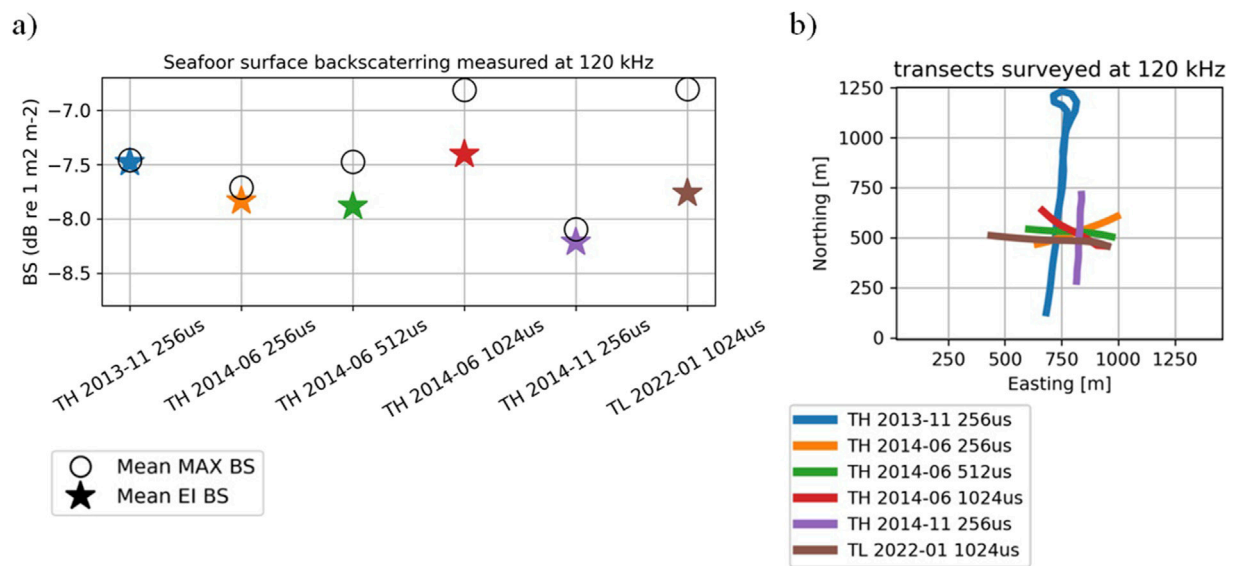 a)
Seafoor surface backscaterring measured at 120 kHz
BS (dB re 1 m2 m-2)
−7.0
−7.5
−8.0
−8.5
TH 2013-11 256us
TH 2014-06 256us
TH 2014-06 512us
TH 2014-06 1024us
TH 2014-11 256us
TL 2022-01 1024us
Mean MAX BS
Mean EI BS
b)
transects surveyed at 120 kHz
Northing [m]
1250
1000
750
500
250
0
250 500 750 1000 1250
Easting [m]
TH 2013-11 256us
TH 2014-06 256us
TH 2014-06 512us
TH 2014-06 1024us
TH 2014-11 256us
TL 2022-01 1024us